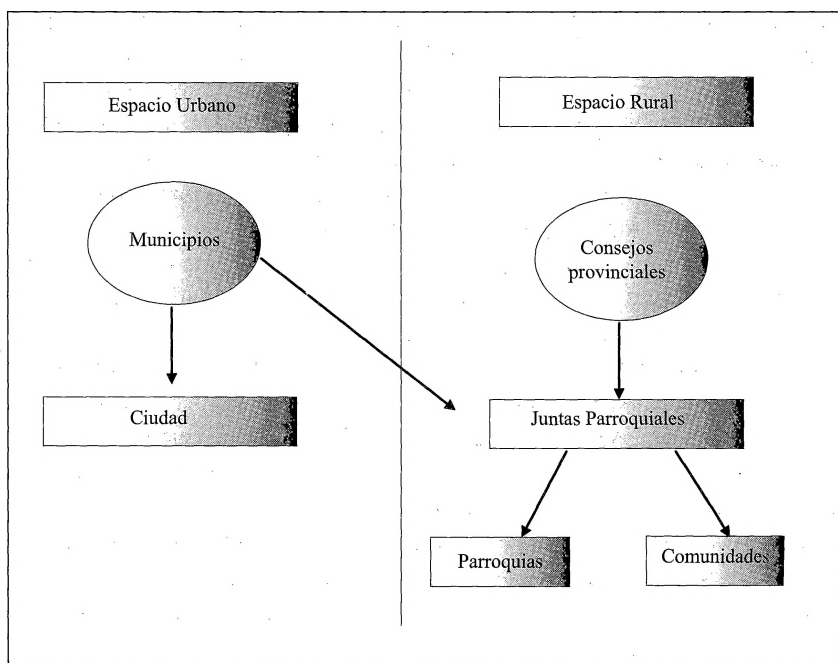 Espacio Urbano
Espacio Rural
Municipios
Consejos
provinciales
Ciudad
Juntas Parroquiales
Parroquias
Comunidades